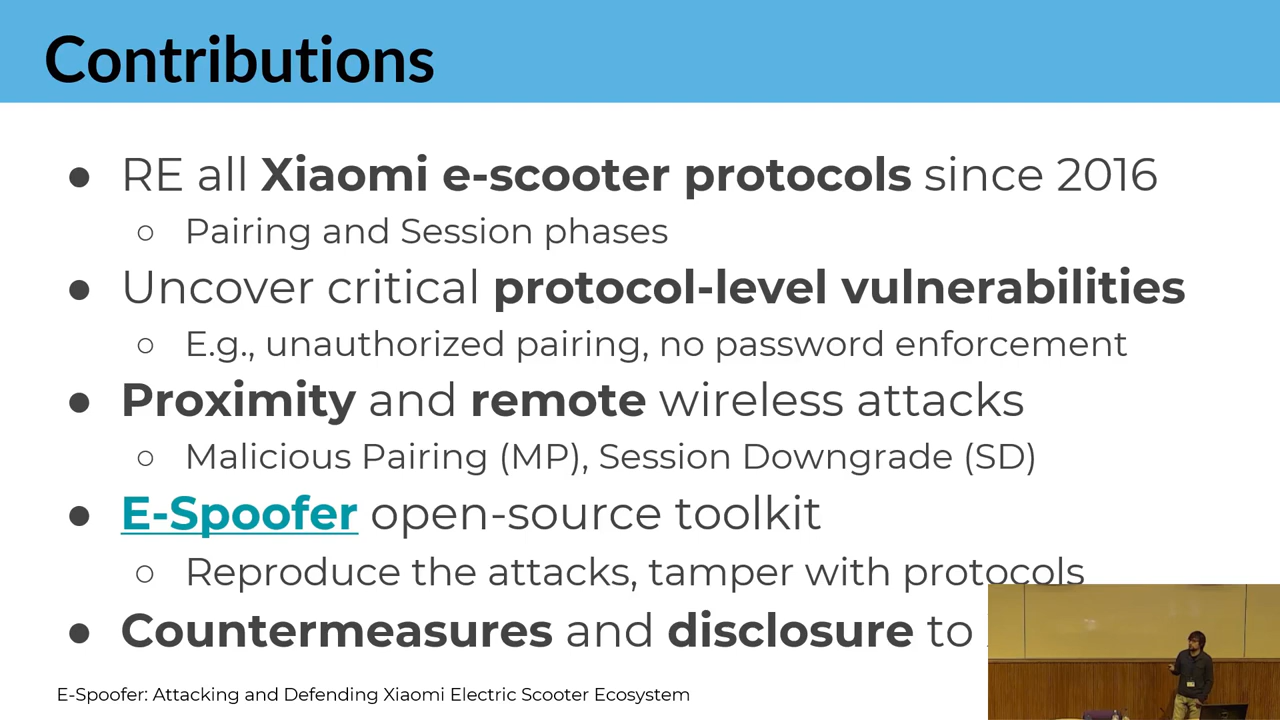 Contributions
● RE all Xiaomi e-scooter protocols since 2016
○ Pairing and Session phases
● Uncover critical protocol-level vulnerabilities
○ E.g., unauthorized pairing, no password enforcement
● Proximity and remote wireless attacks
○ Malicious Pairing (MP), Session Downgrade (SD)
● E-Spoofer open-source toolkit
○ Reproduce the attacks, tamper with protocols
● Countermeasures and disclosure to
E-Spoofer: Attacking and Defending Xiaomi Electric Scooter Ecosystem